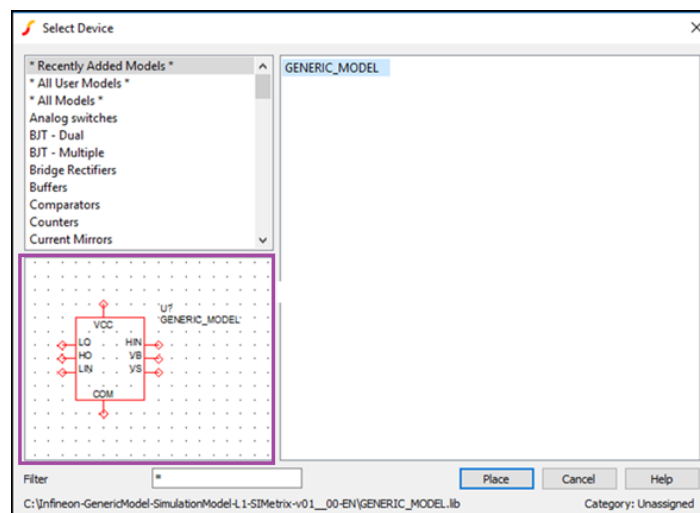 Select Device
* Recently Added Models *
* All User Models *
* All Models *
Analog switches
BJT - Dual
BJT - Multiple
Bridge Rectifiers
Buffers
Comparators
Counters
Current Mirrors
GENERIC_MODEL
U?
GENERIC_MODEL
VCC
LO HIN
HO VB
LIN VS
COM
Filter *
Place Cancel Help
C:\Infineon-GenericModel-SimulationModel-L1-SIMetrix-v01__00-EN\GENERIC_MODEL.lib Category: Unassigned